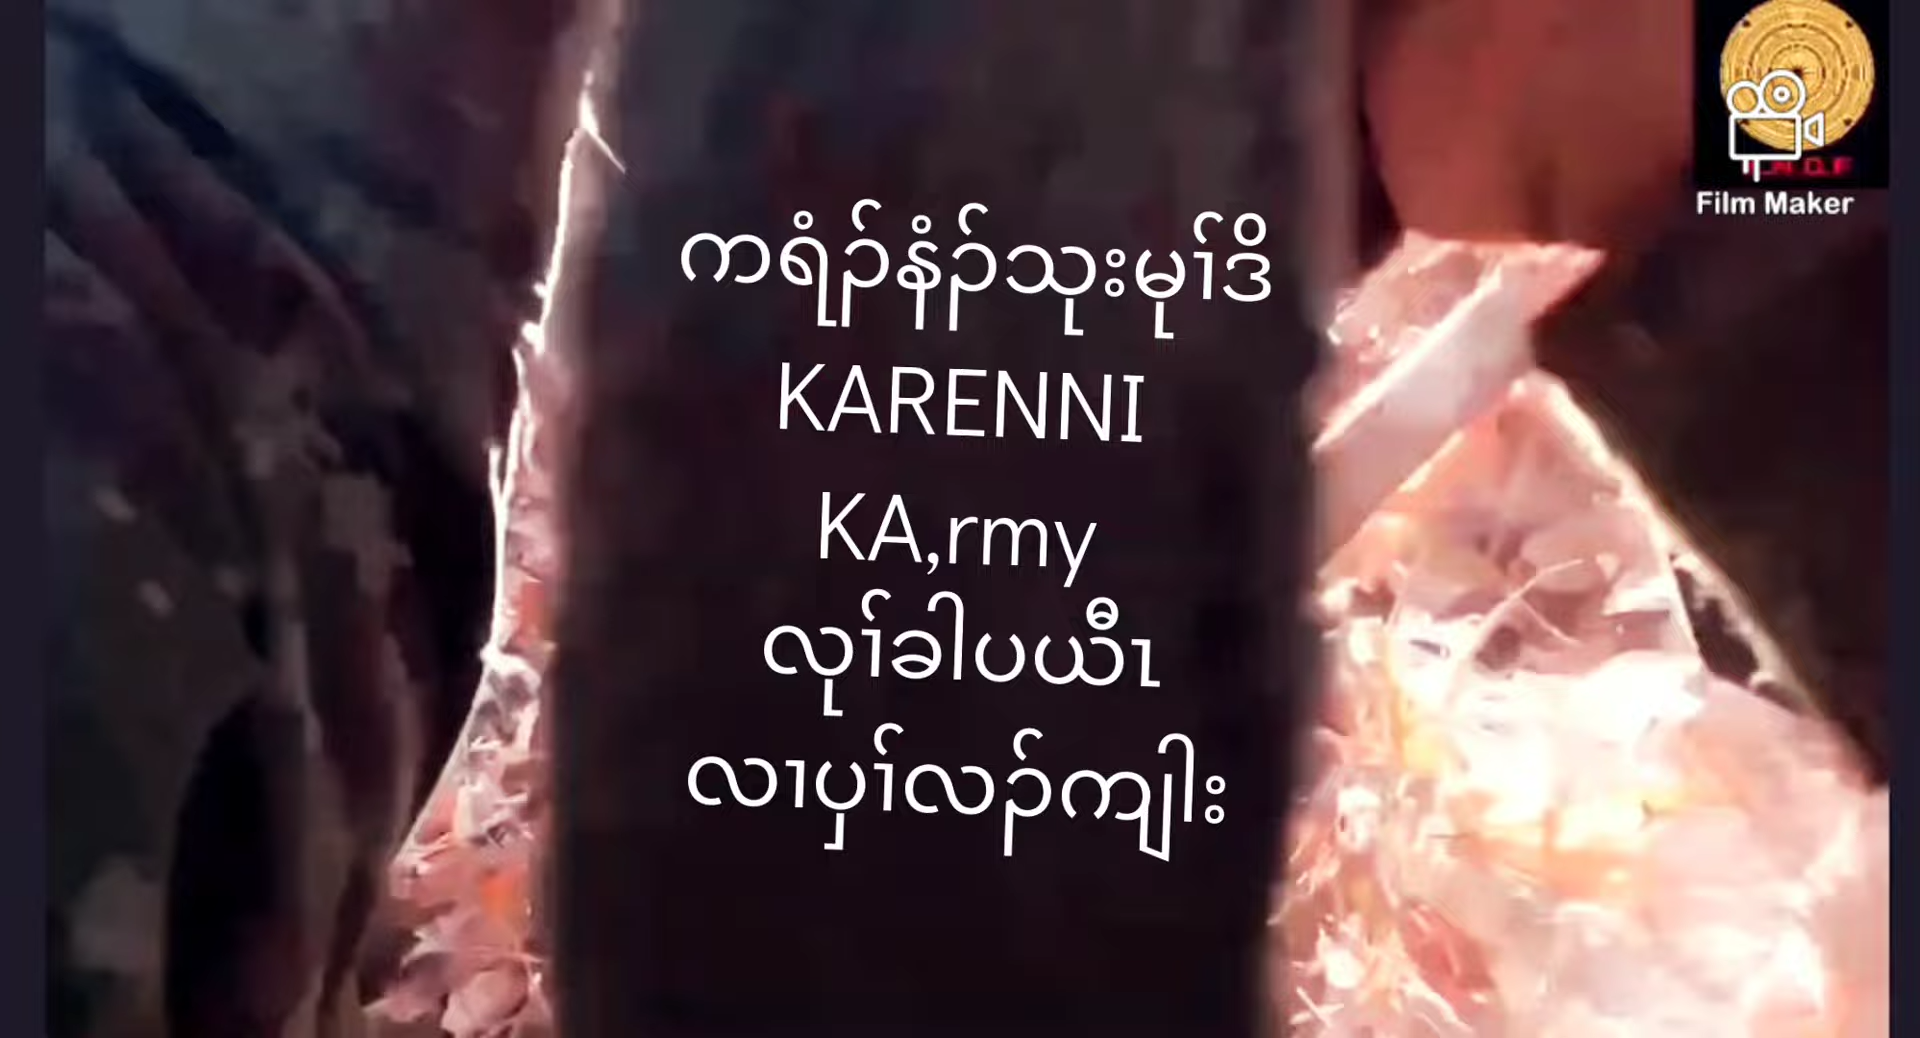 K.N.D.F
Film Maker
ကရံၣ်နံၣ်သုးမုၢ်ဒိ
KARENNI
KA,rmy
လုၢ်ခါပယီၤ
လၢပှၢ်လၣ်ကျါး